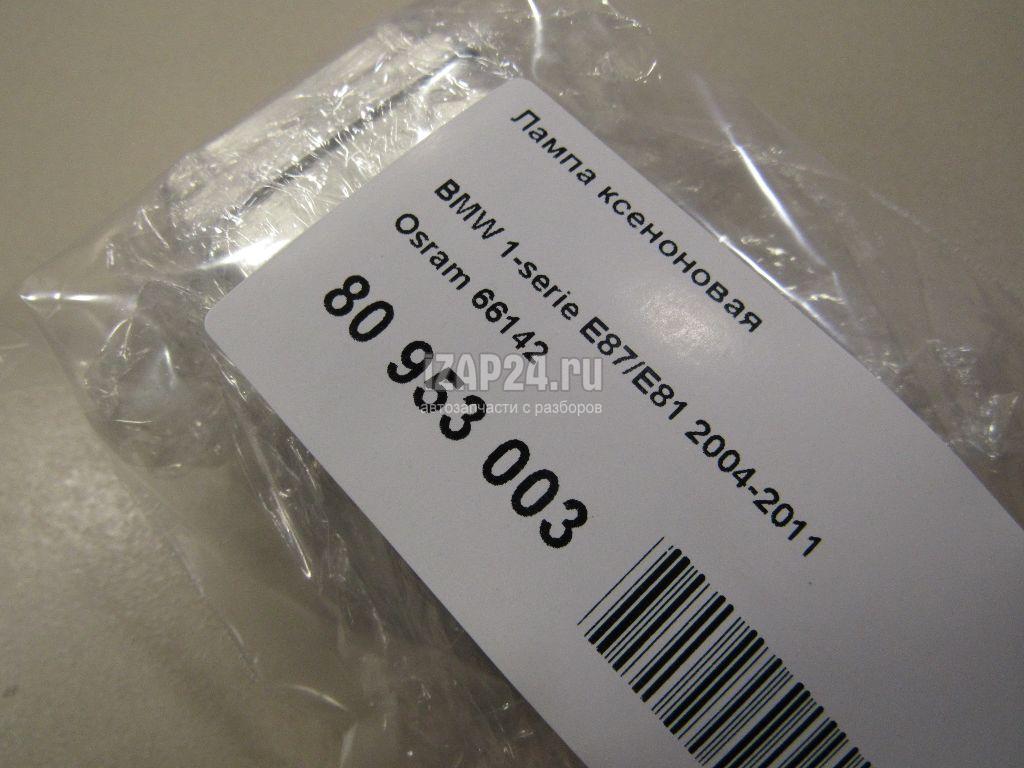 Лампа ксеноновая
BMW 1-serie E87/E81 2004-2011
Osram 66142
80 953 003
iZAP24.ru
автозапчасти с разборов